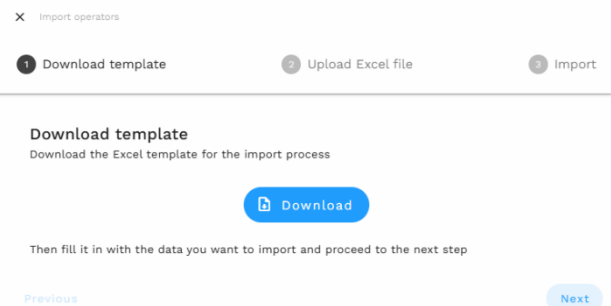 Import operators
1 Download template
2 Upload Excel file
3 Import
Download template
Download the Excel template for the import process
Download
Then fill it in with the data you want to import and proceed to the next step
Previous
Next